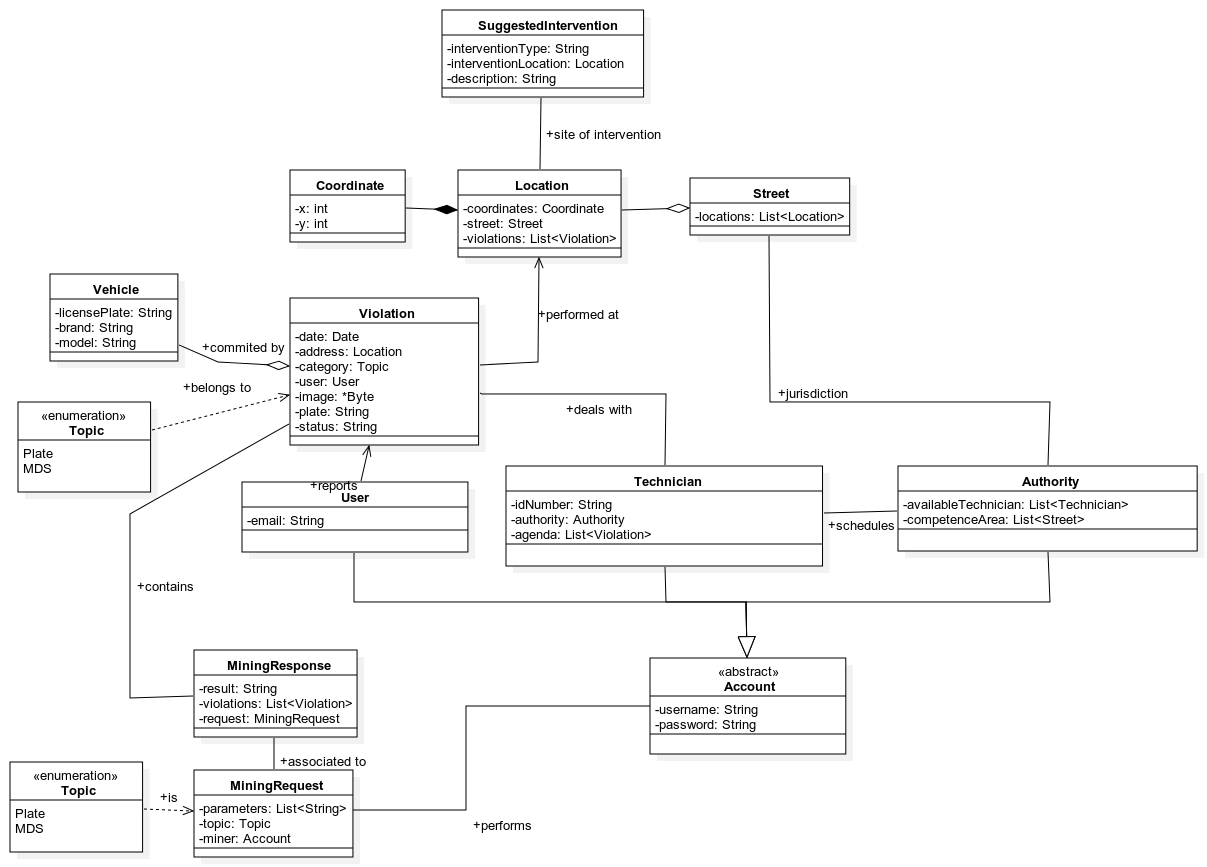 SuggestedIntervention
-interventionType: String
-interventionLocation: Location
-description: String
+site of intervention
Coordinate
-x: int
-y: int
Location
-coordinates: Coordinate
-street: Street
-violations: List<Violation>
Street
-locations: List<Location>
Vehicle
-licensePlate: String
-brand: String
-model: String
+commited by
+belongs to
«enumeration»
Topic
Plate
MDS
Violation
-date: Date
-address: Location
-category: Topic
-user: User
-image: *Byte
-plate: String
-status: String
+performed at
+deals with
+jurisdiction
+reports
User
-email: String
Technician
-idNumber: String
-authority: Authority
-agenda: List<Violation>
+schedules
Authority
-availableTechnician: List<Technician>
-competenceArea: List<Street>
+contains
MiningResponse
-result: String
-violations: List<Violation>
-request: MiningRequest
«abstract»
Account
-username: String
-password: String
+associated to
«enumeration»
Topic
Plate
MDS
+is
MiningRequest
-parameters: List<String>
-topic: Topic
-miner: Account
+performs